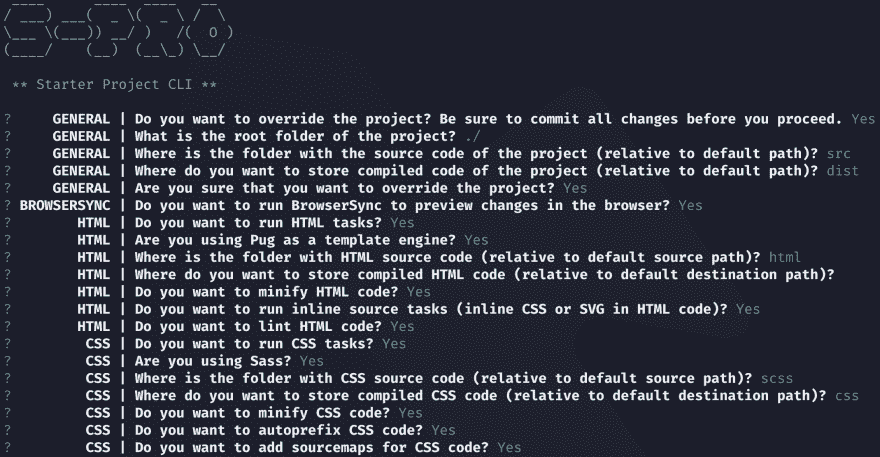 S-PRO
** Starter Project CLI **
? GENERAL | Do you want to override the project? Be sure to commit all changes before you proceed. Yes
? GENERAL | What is the root folder of the project? ./
? GENERAL | Where is the folder with the source code of the project (relative to default path)? src
? GENERAL | Where do you want to store compiled code of the project (relative to default path)? dist
? GENERAL | Are you sure that you want to override the project? Yes
? BROWSERSYNC | Do you want to run BrowserSync to preview changes in the browser? Yes
? HTML | Do you want to run HTML tasks? Yes
? HTML | Are you using Pug as a template engine? Yes
? HTML | Where is the folder with HTML source code (relative to default source path)? html
? HTML | Where do you want to store compiled HTML code (relative to default destination path)?
? HTML | Do you want to minify HTML code? Yes
? HTML | Do you want to run inline source tasks (inline CSS or SVG in HTML code)? Yes
? HTML | Do you want to lint HTML code? Yes
? CSS | Do you want to run CSS tasks? Yes
? CSS | Are you using Sass? Yes
? CSS | Where is the folder with CSS source code (relative to default source path)? scss
? CSS | Where do you want to store compiled CSS code (relative to default destination path)? css
? CSS | Do you want to minify CSS code? Yes
? CSS | Do you want to autoprefix CSS code? Yes
? CSS | Do you want to add sourcemaps for CSS code? Yes